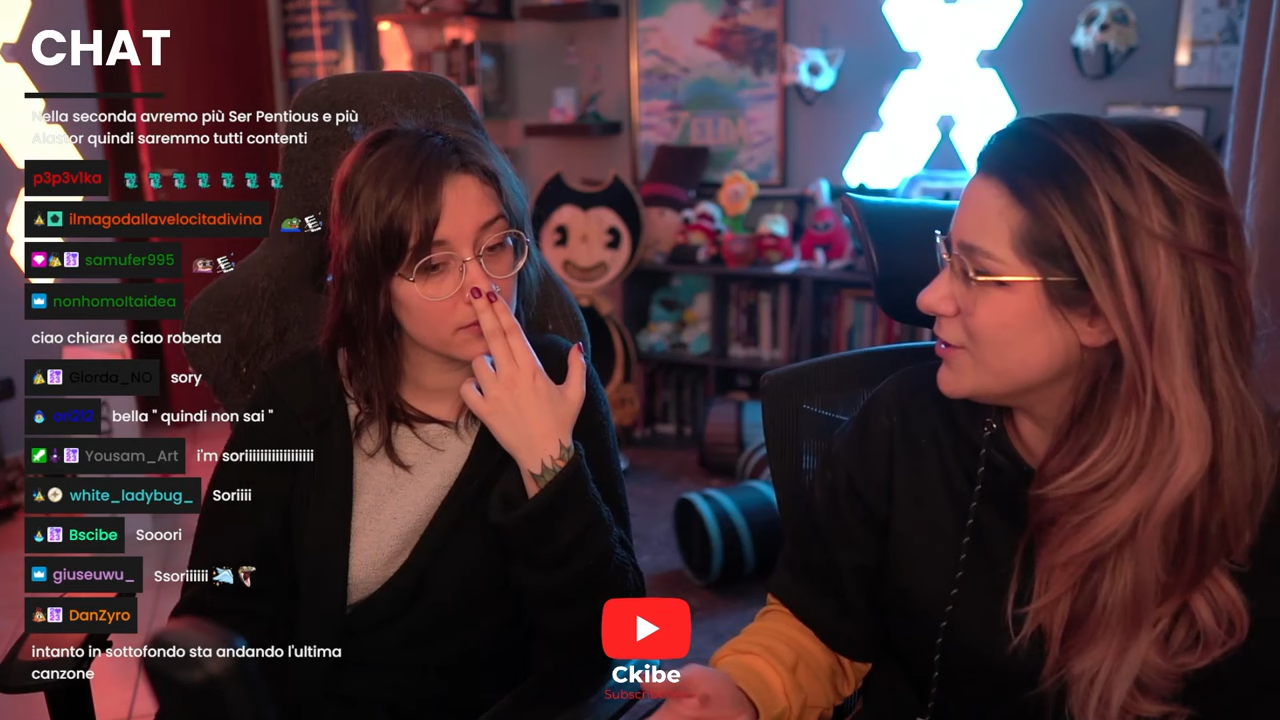 CHAT
Nella seconda avremo più Ser Pentious e più
Alastor quindi saremmo tutti contenti
p3p3v1ka
ilmagodallavelocitadivina
samufer995
nonhomoltaidea
ciao chiara e ciao roberta
Giorda_NO sory
ori212 bella " quindi non sai "
Yousam_Art i'm soriiiiiiiiiiiiiiiiii
white_ladybug_ Soriiii
Bscibe Sooori
giuseuwu_ Ssoriiiiii
DanZyro
intanto in sottofondo sta andando l'ultima
canzone
ZELDA
Ckibe